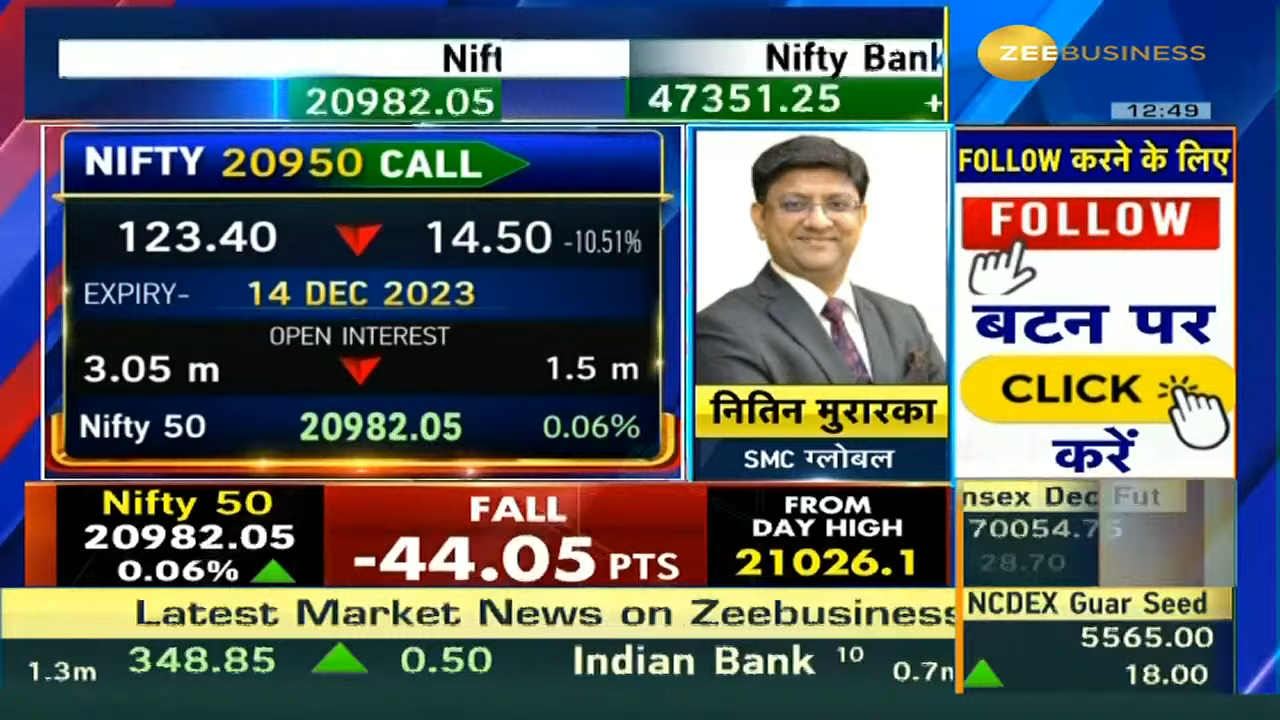 Nift
Nifty Bank
20982.05
47351.25 +
ZEEBUSINESS
12:49
NIFTY 20950 CALL
123.40 14.50 -10.51%
EXPIRY- 14 DEC 2023
OPEN INTEREST
3.05 m 1.5 m
Nifty 50 20982.05 0.06%
नितिन मुरारका
SMC ग्लोबल
FOLLOW करने के लिए
FOLLOW
बटन पर
CLICK
करें
Nifty 50
20982.05
0.06%
FALL
-44.05 PTS
FROM
DAY HIGH
21026.1
nsex Dec Fut
70054.75
28.70
Latest Market News on Zeebusiness
NCDEX Guar Seed
5565.00
18.00
1.3m 348.85 0.50 Indian Bank 10 0.7m